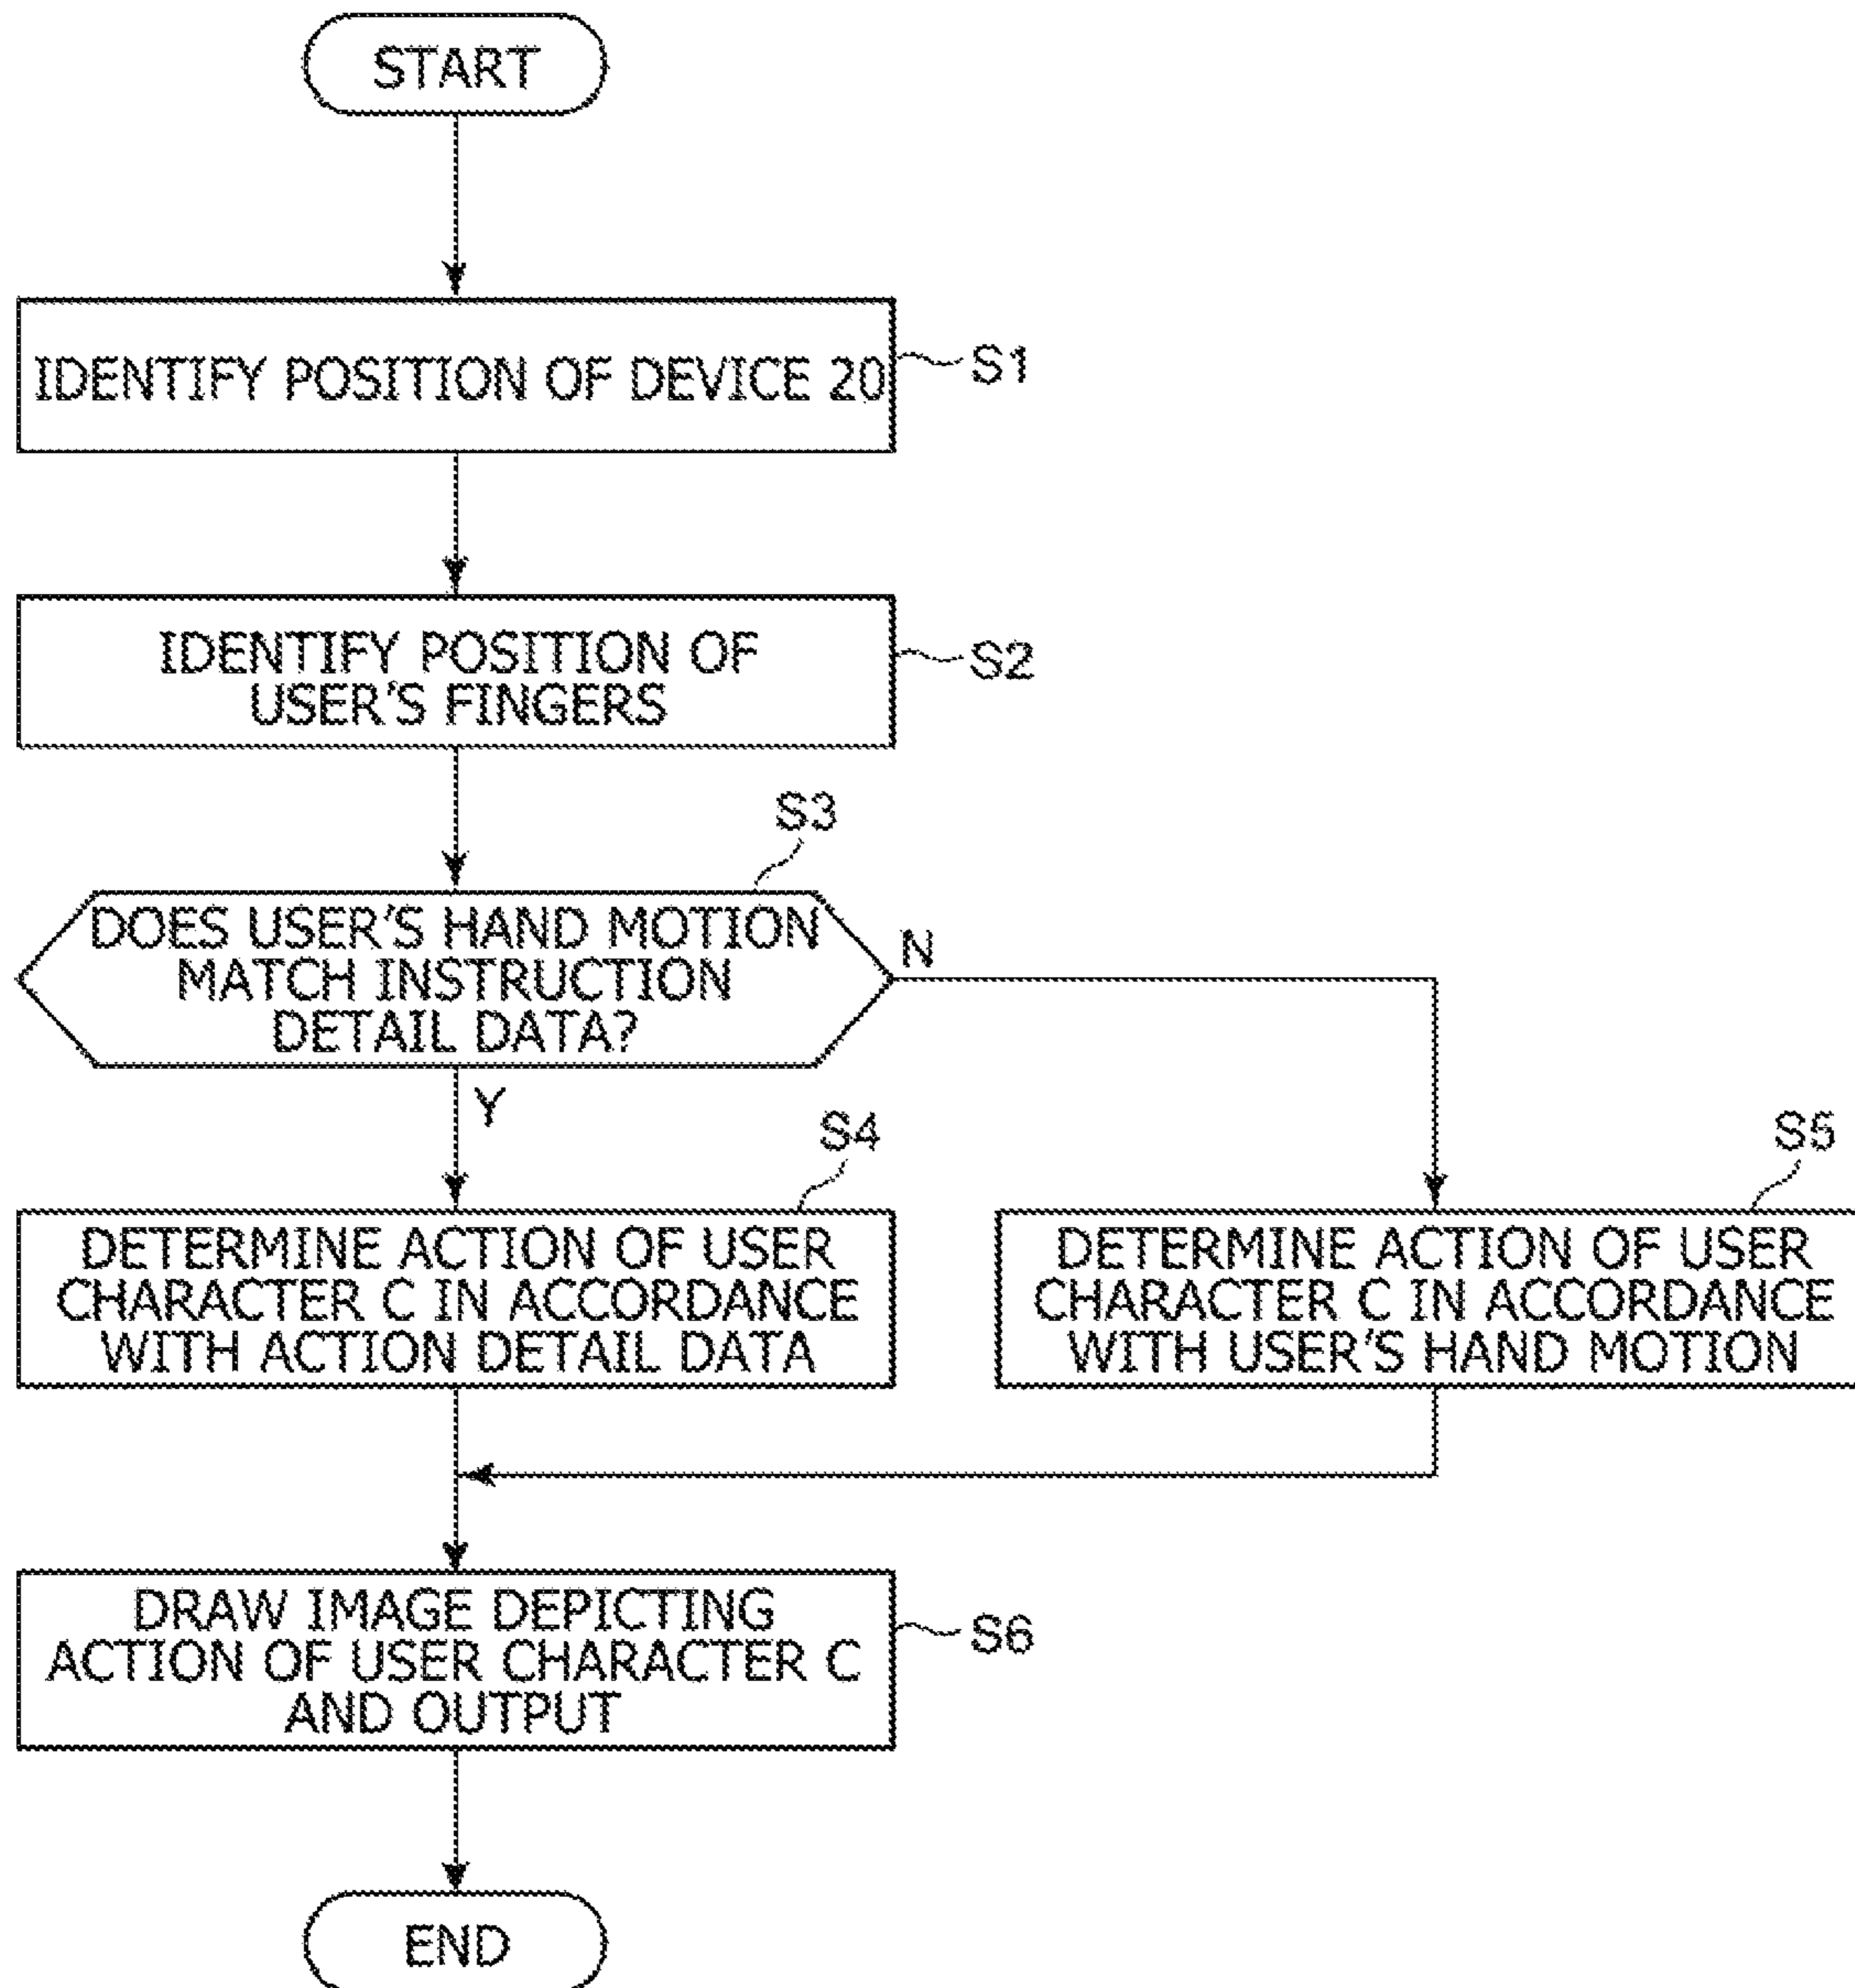 START
IDENTIFY POSITION OF DEVICE 20
S1
IDENTIFY POSITION OF
USER'S FINGERS
S2
S3
DOES USER'S HAND MOTION
MATCH INSTRUCTION
DETAIL DATA?
N
Y
S4
DETERMINE ACTION OF USER
CHARACTER C IN ACCORDANCE
WITH ACTION DETAIL DATA
S5
DETERMINE ACTION OF USER
CHARACTER C IN ACCORDANCE
WITH USER'S HAND MOTION
DRAW IMAGE DEPICTING
ACTION OF USER CHARACTER C
AND OUTPUT
S6
END